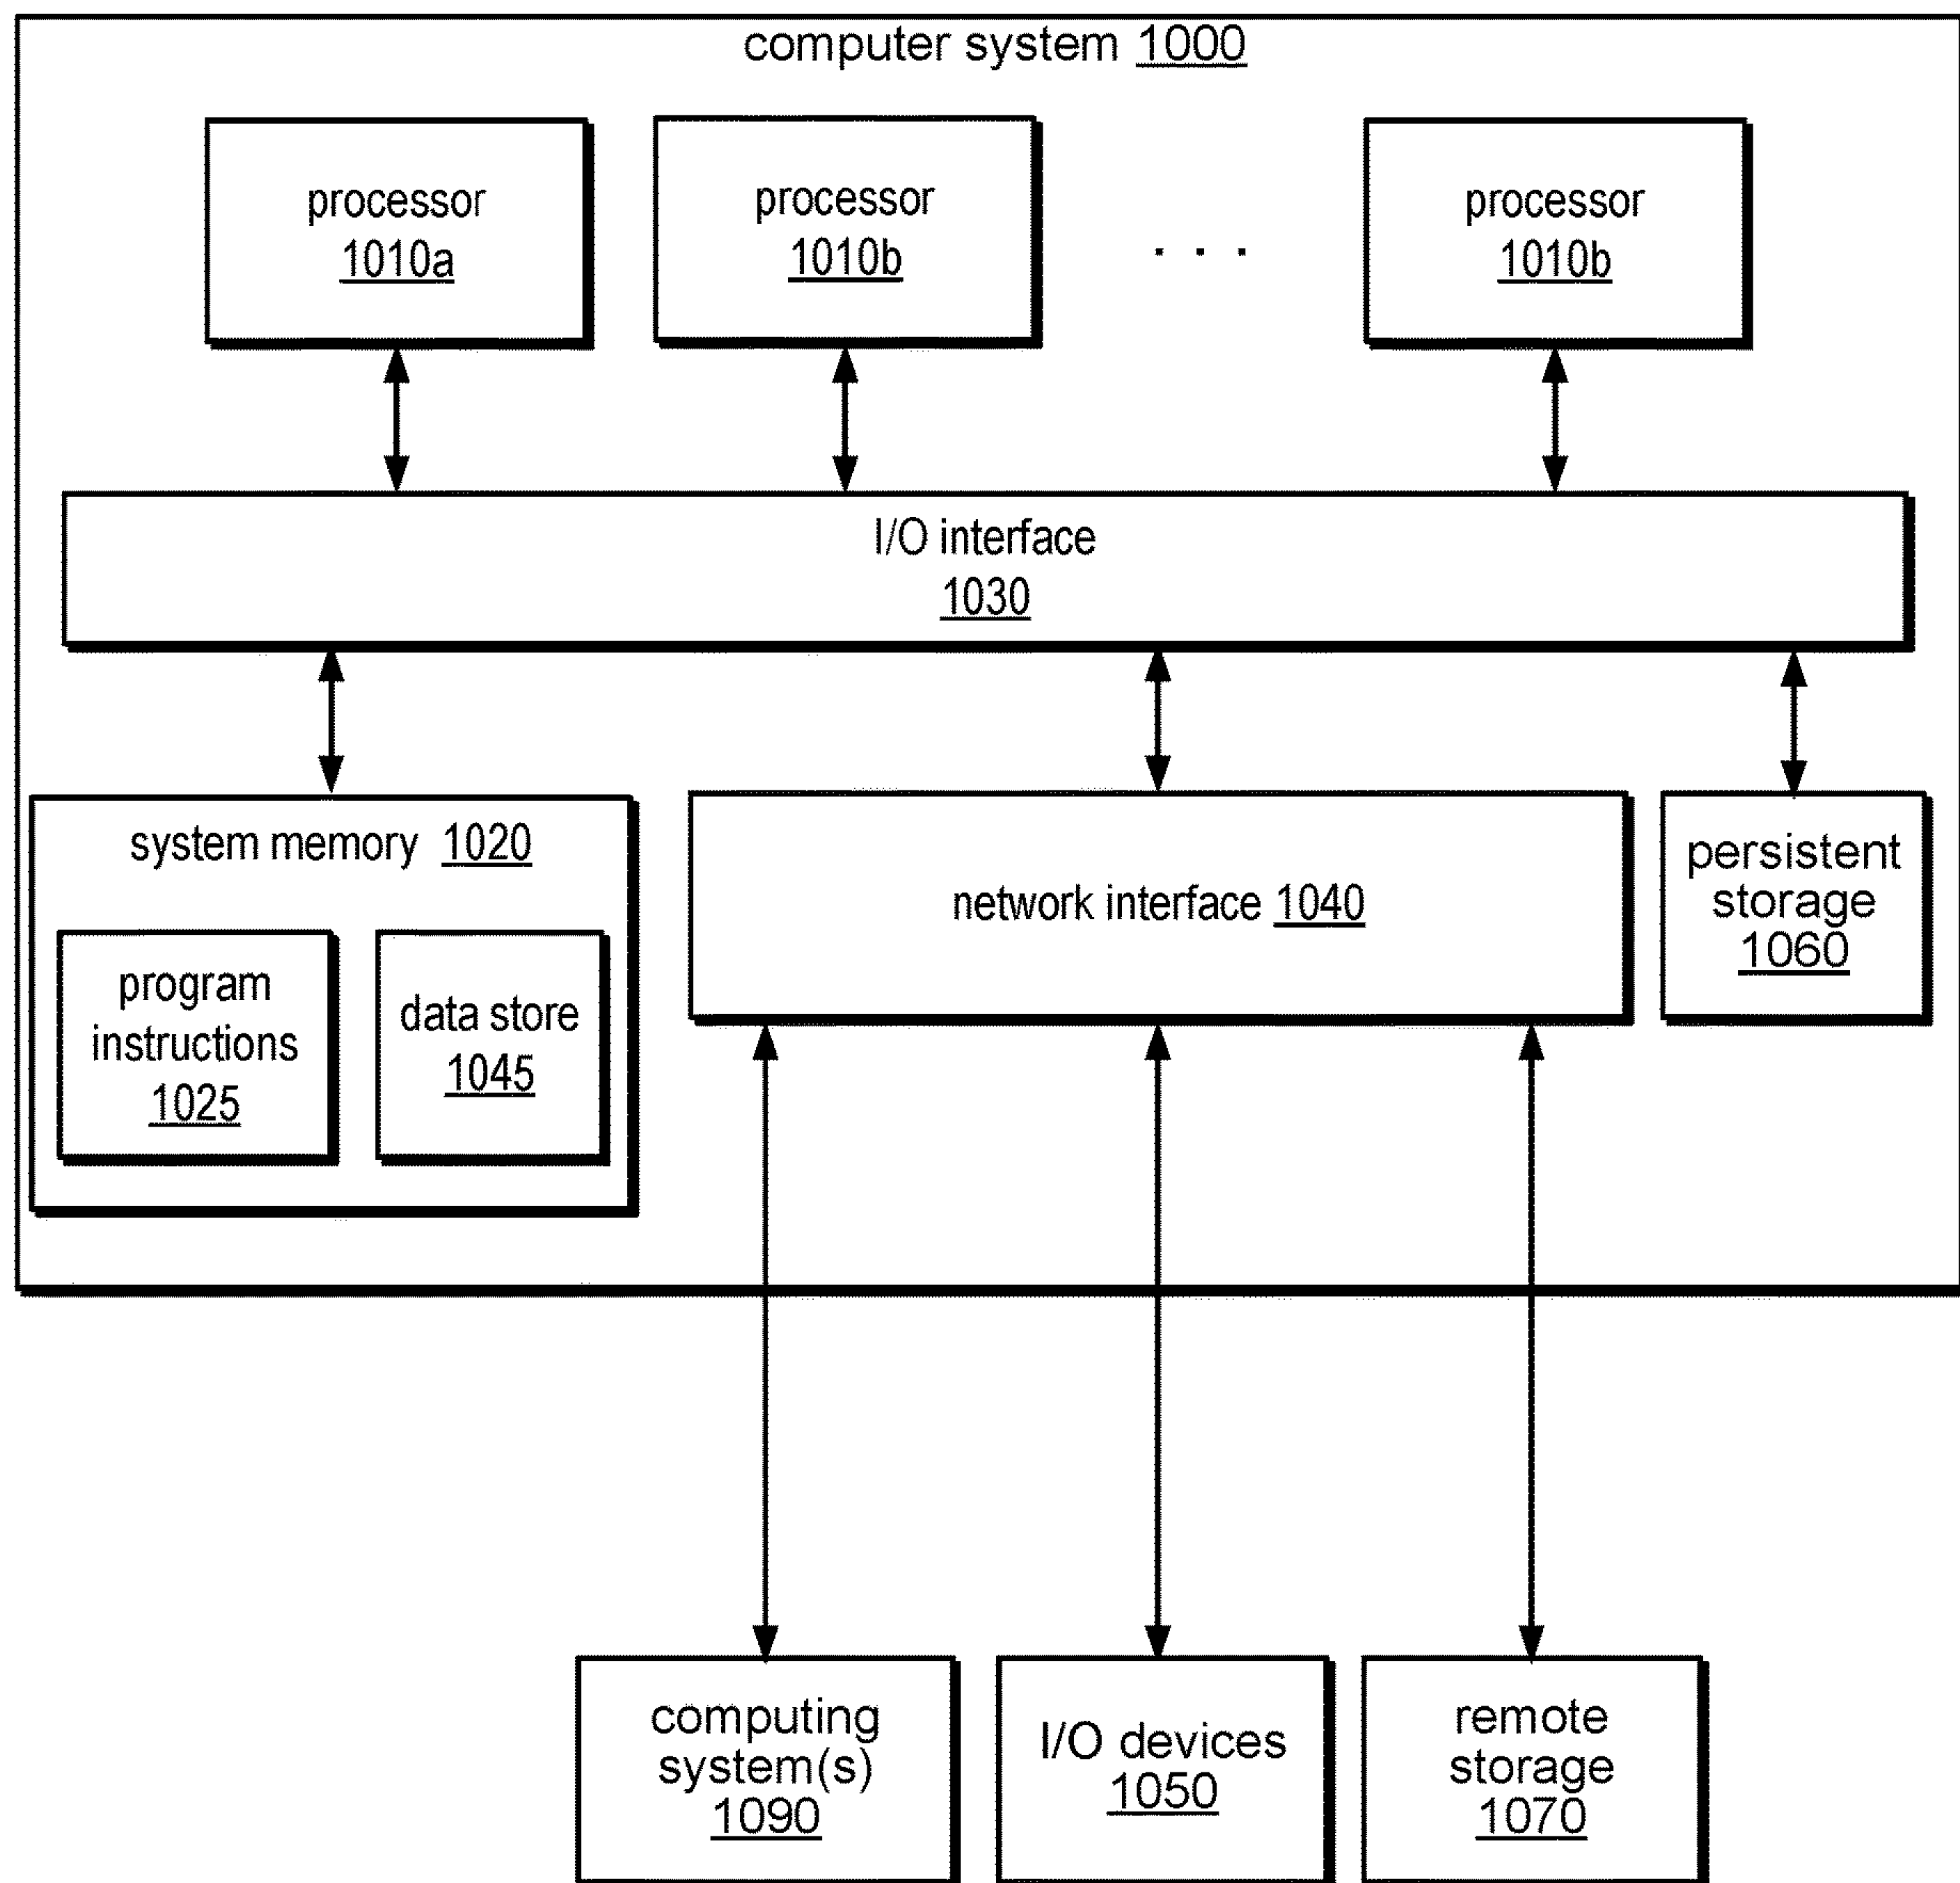 computer system 1000
processor
1010a
processor
1010b
. . .
processor
1010b
I/O interface
1030
system memory 1020
program
instructions
1025
data store
1045
network interface 1040
persistent
storage
1060
computing
system(s)
1090
I/O devices
1050
remote
storage
1070